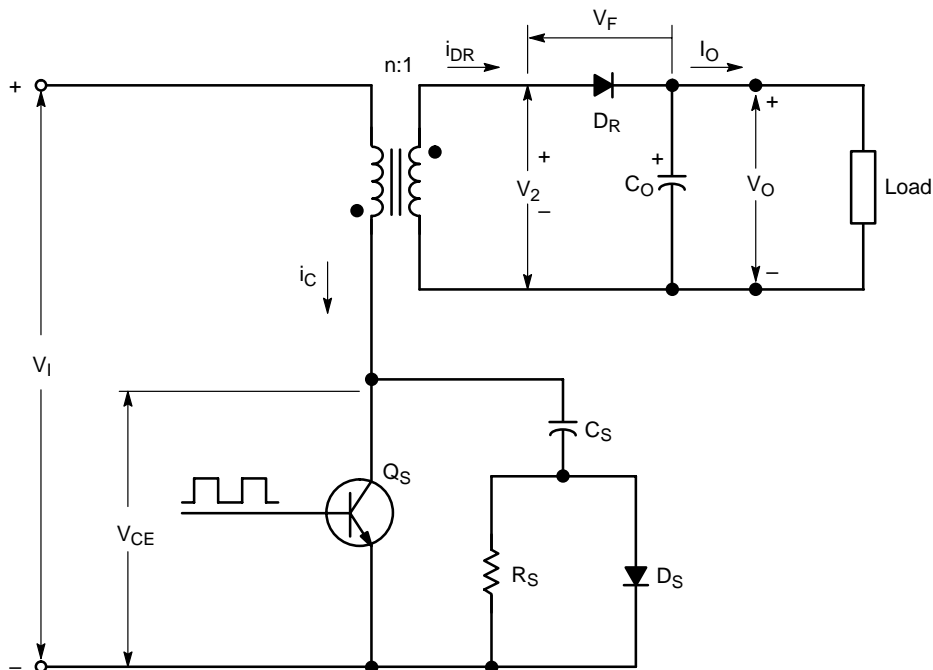 V_F
n:1
i_DR
I_O
+
D_R
+
+
+
V_2
C_O
V_O
Load
–
–
i_C
V_I
C_S
Q_S
V_CE
R_S
D_S
–